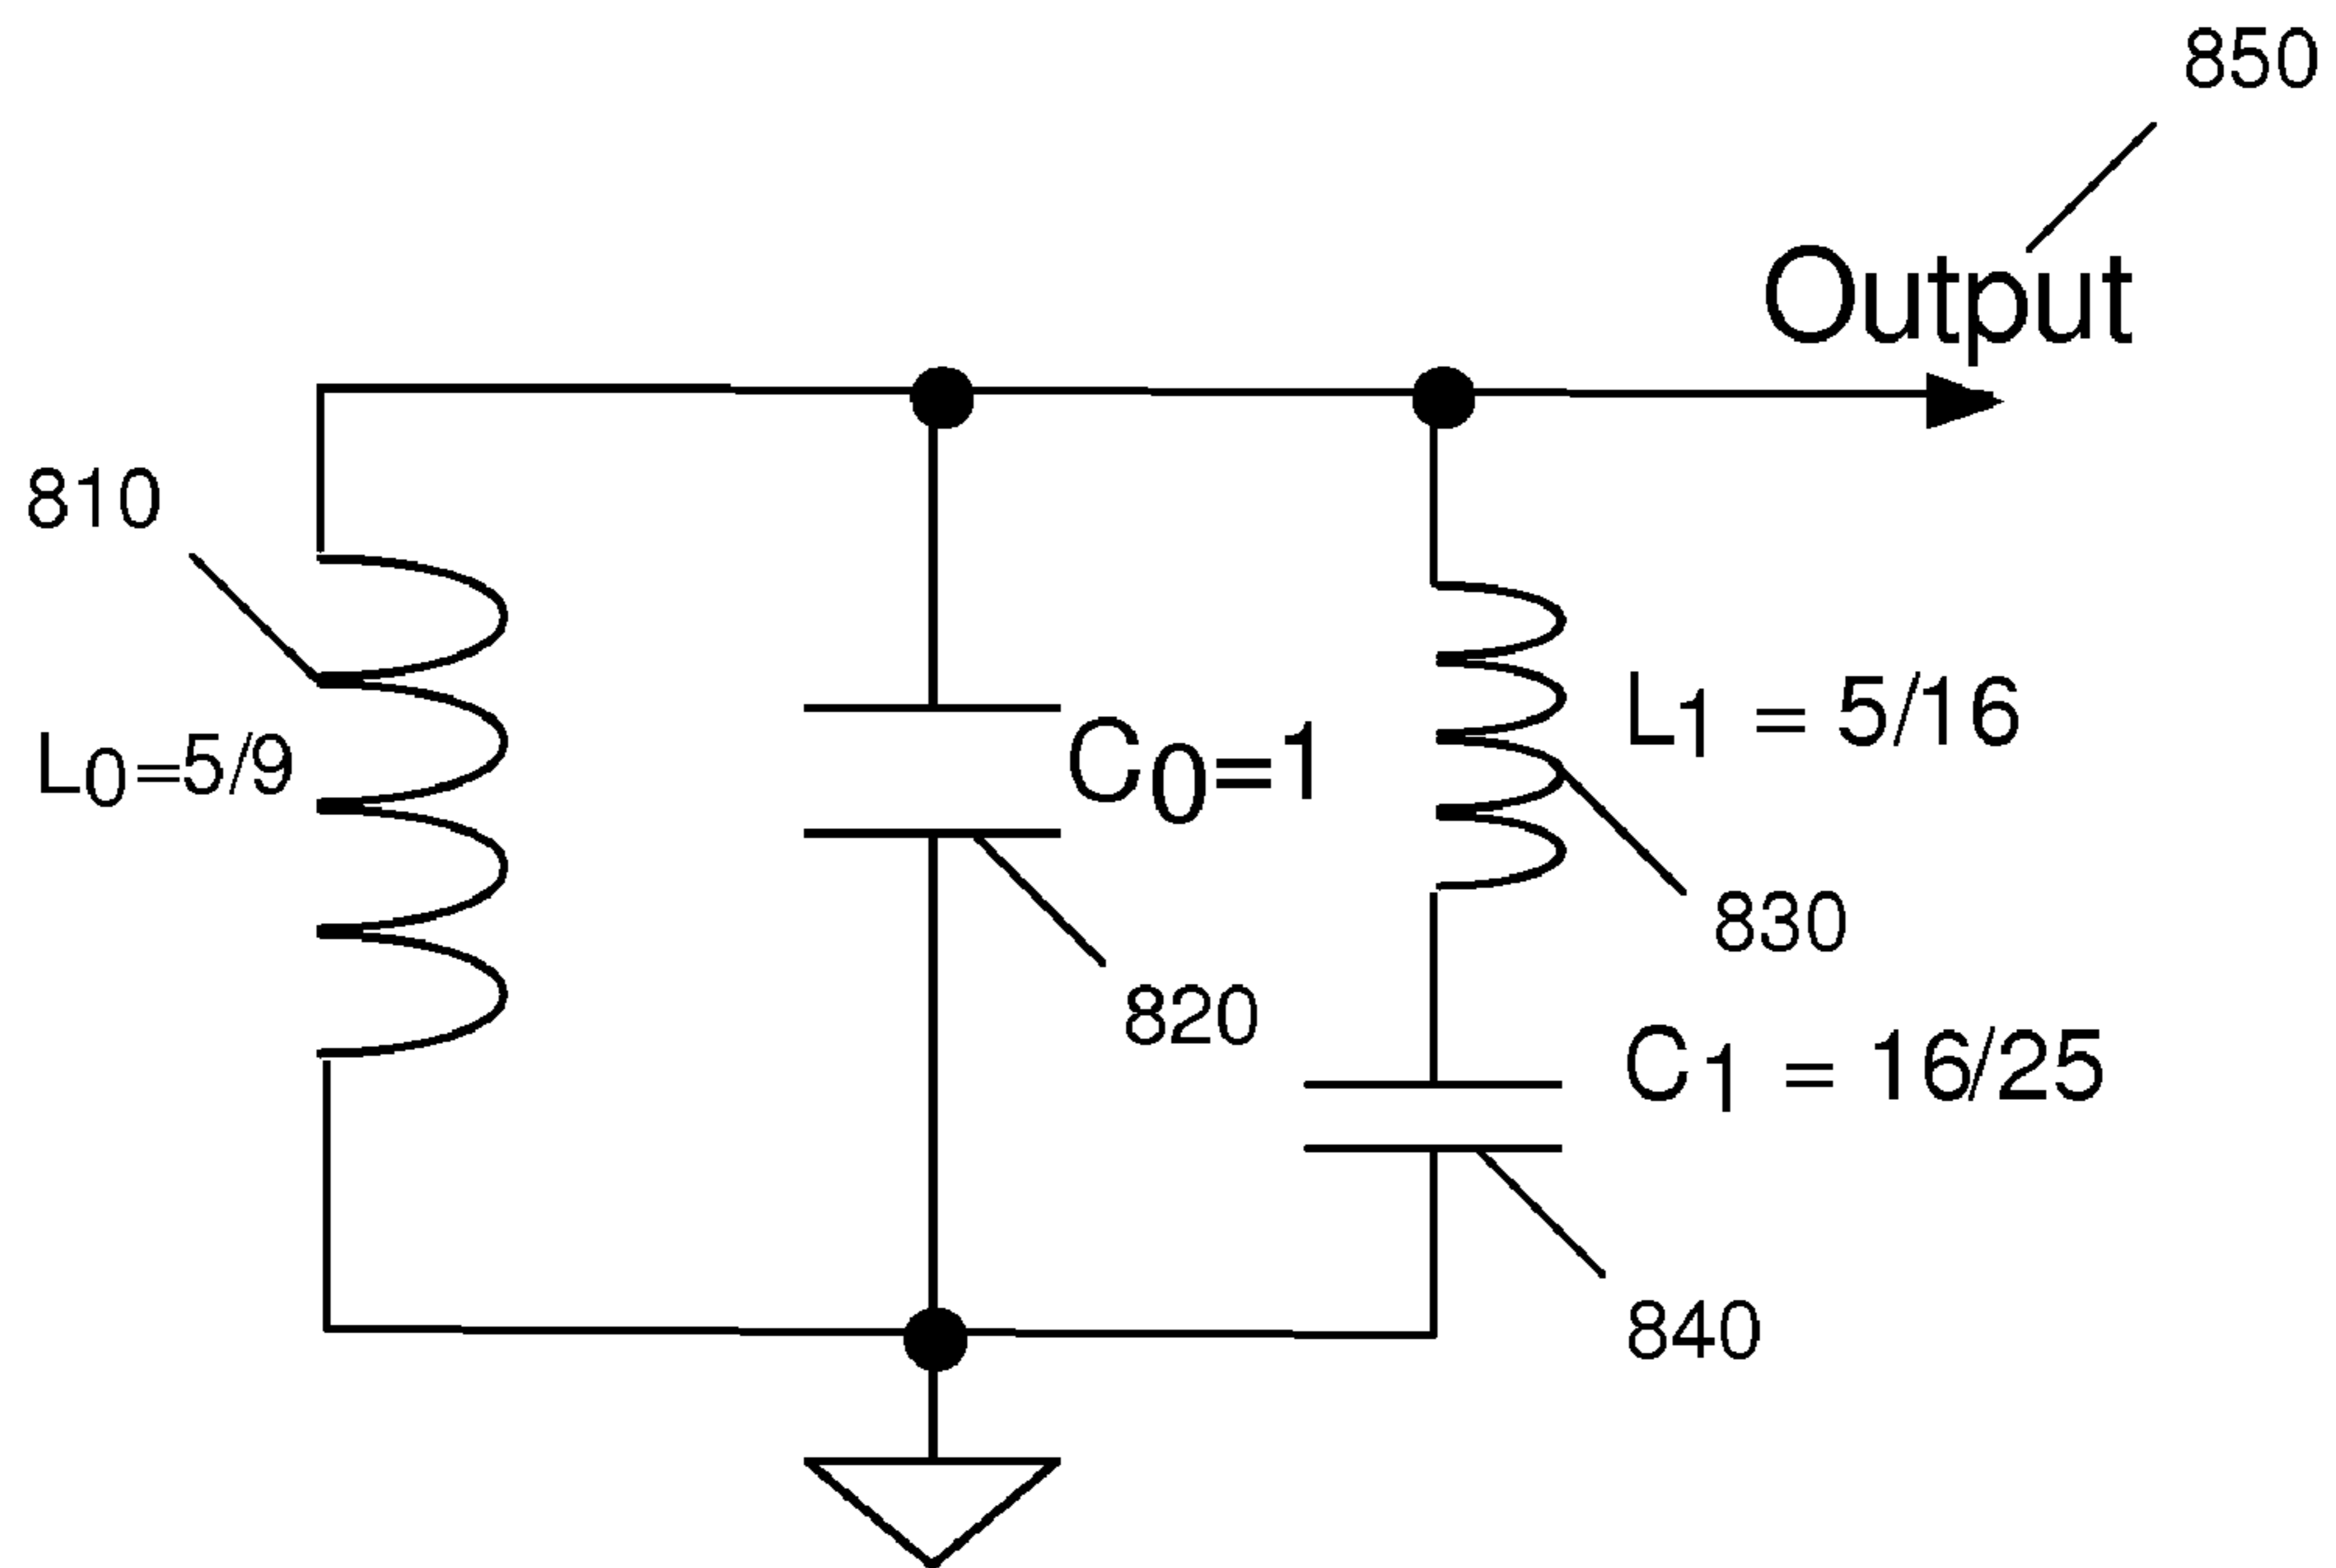 850
Output
810
L0=5/9
C0=1
L1 = 5/16
830
820
C1 = 16/25
840